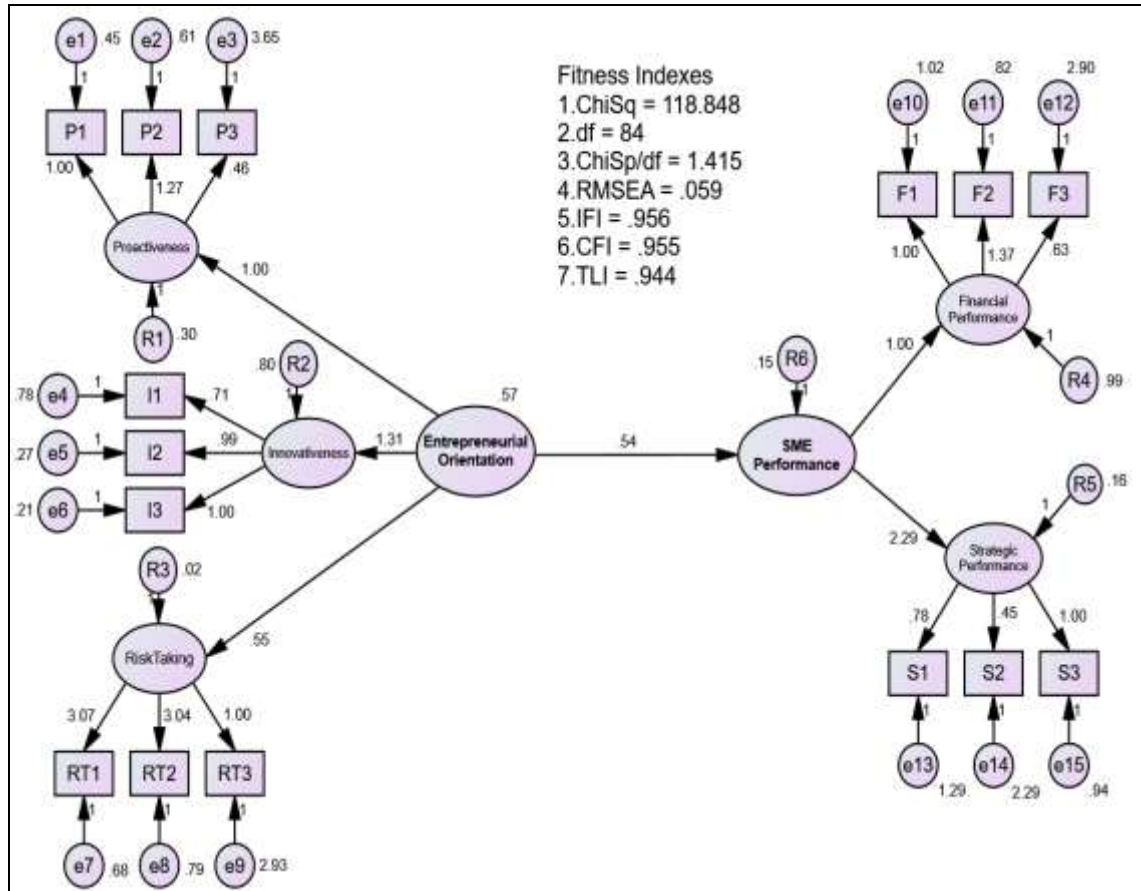 e1 .45 e2 .61 e3 3.65
1 1 1
P1 P2 P3
1.00 1.27 .46
Proactiveness
1
R1 .30
1.00
Fitness Indexes
1.ChiSq = 118.848
2.df = 84
3.ChiSp/df = 1.415
4.RMSEA = .059
5.IFI = .956
6.CFI = .955
7.TLI = .944
1.02 .82 2.90
e10 e11 e12
1 1 1
F1 F2 F3
1.00 1.37 .63
Financial
Performance
1.00
1
R4 .99
.80 R2
1
.78 e4 1 I1 .71
.27 e5 1 I2 .99
.21 e6 1 I3 1.00
Innovativeness
1.31
.57
Entrepreneurial
Orientation
.54
.15 R6
1
SME
Performance
2.29
R5 .16
1
Strategic
Performance
.78 .45 1.00
S1 S2 S3
1 1 1
e13 e14 e15
1.29 2.29 .94
R3 .02
1
.55
RiskTaking
3.07 3.04 1.00
RT1 RT2 RT3
1 1 1
e7 .68 e8 .79 e9 2.93